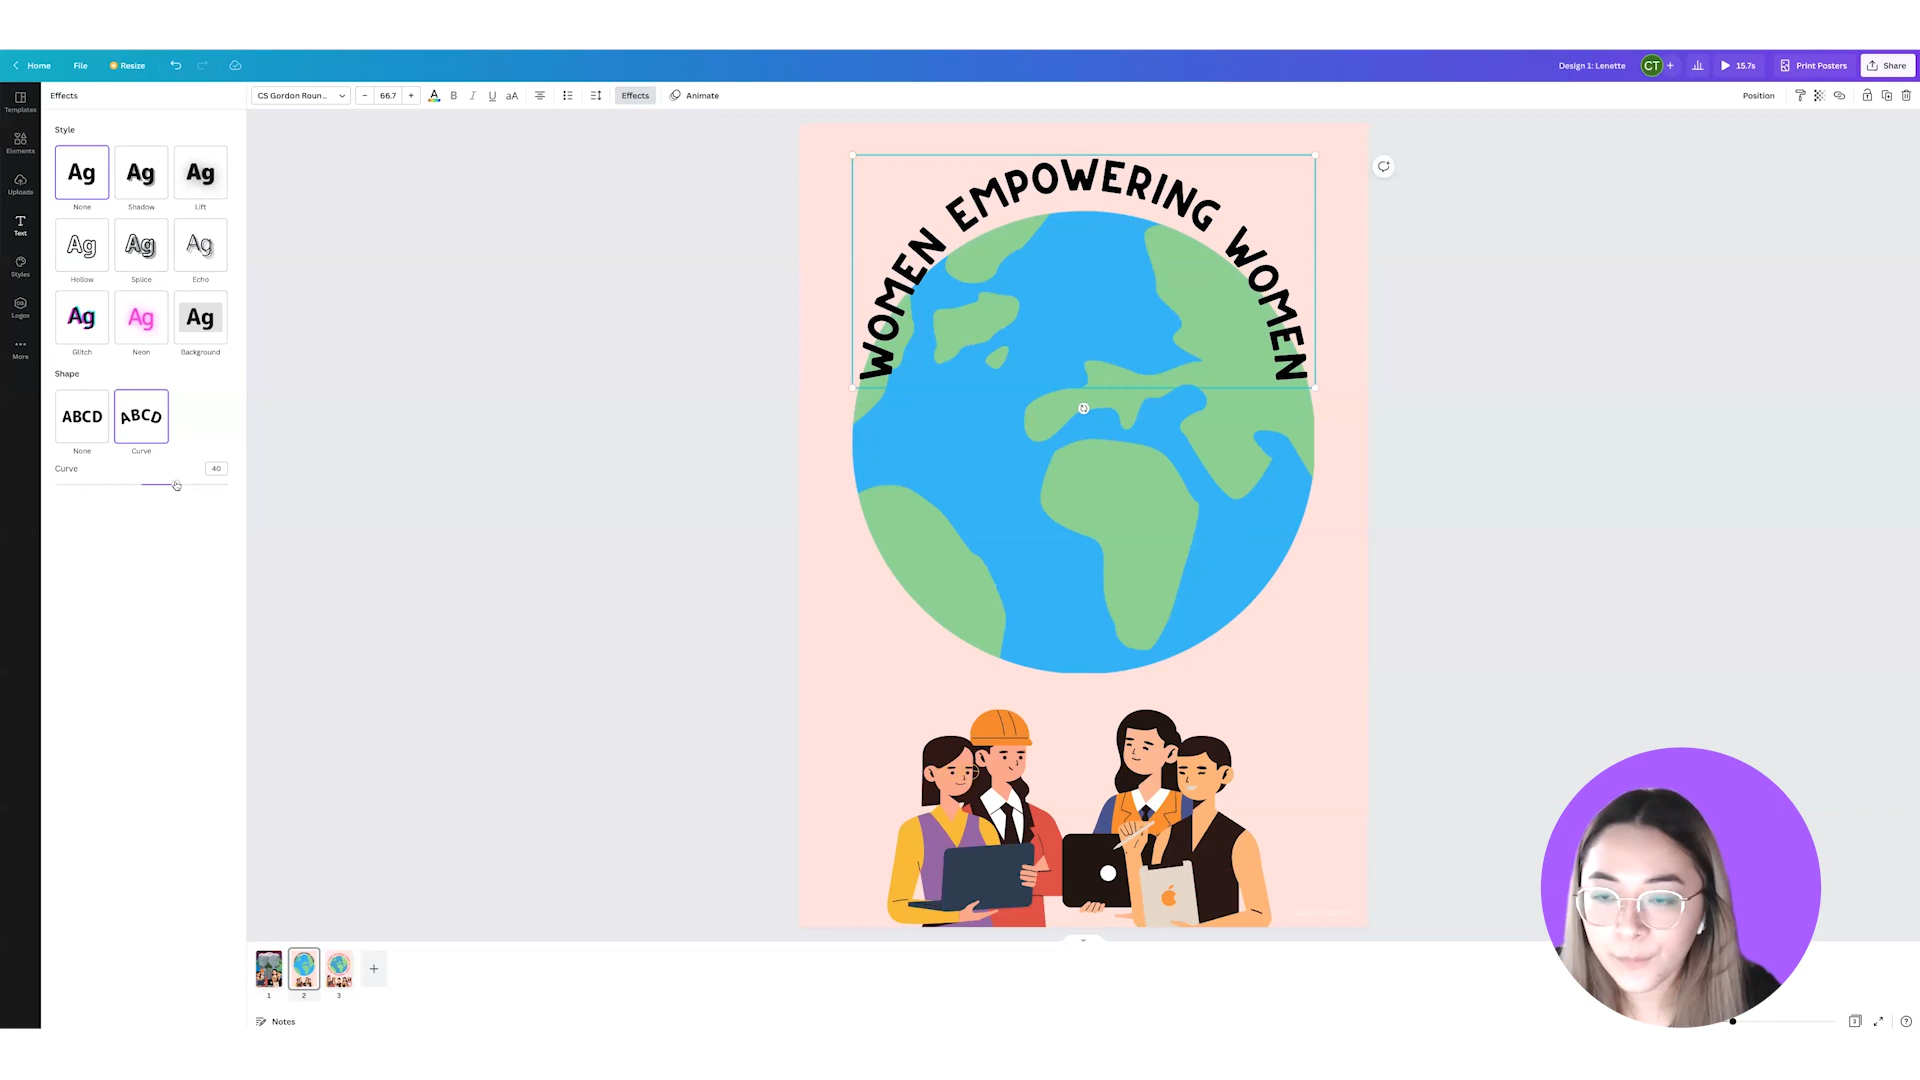 Home File Resize Design 1: Lenette CT + 15.7s Print Posters Share
Templates
Elements
Uploads
Text
Styles
CO.
Logos
More
Effects
CS Gordon Roun... - 66.7 + A B I U aA Effects Animate Position
Style
Ag Ag Ag
None Shadow Lift
Ag Ag Ag
Hollow Splice Echo
Ag Ag Ag
Glitch Neon Background
Shape
ABCD ABCD
None Curve
Curve 40
WOMEN EMPOWERING WOMEN
1 2 3
Notes
3 ?